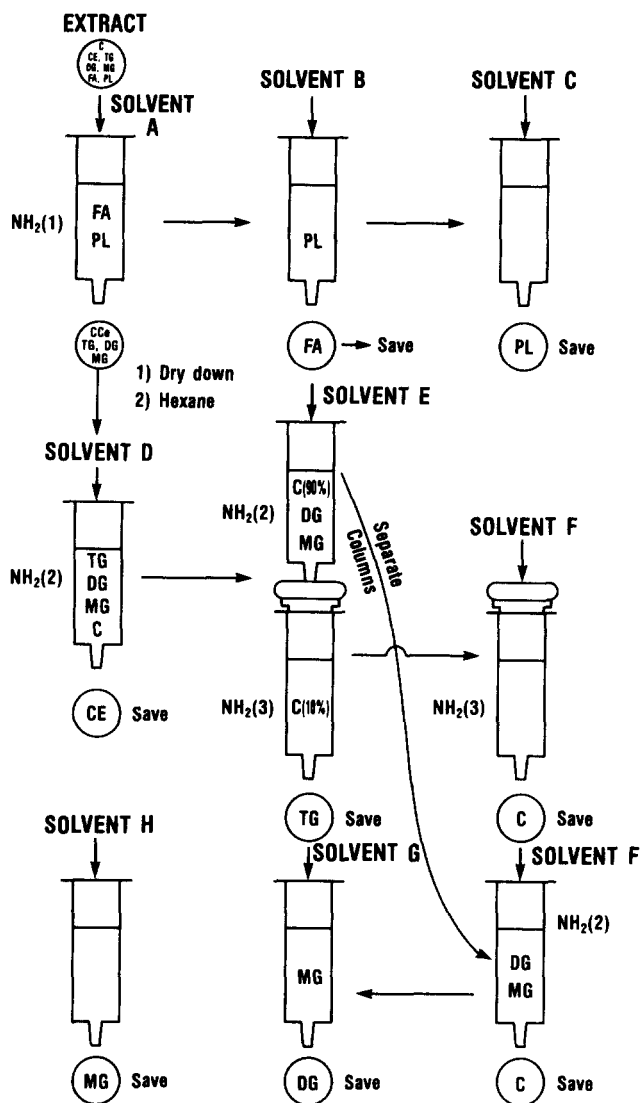 EXTRACT
C
CE, TG
DG, MG
FA, PL
SOLVENT
A
SOLVENT B
SOLVENT C
NH₂(1)
FA
PL
PL
CCe
TG, DG
MG
FA
Save
PL
Save
1) Dry down
2) Hexane
SOLVENT E
SOLVENT D
NH₂(2)
C(90%)
DG
MG
Separate
Columns
SOLVENT F
NH₂(2)
TG
DG
MG
C
NH₂(3)
C(10%)
NH₂(3)
CE
Save
TG
Save
C
Save
SOLVENT H
SOLVENT G
SOLVENT F
NH₂(2)
MG
DG
MG
MG
Save
DG
Save
C
Save